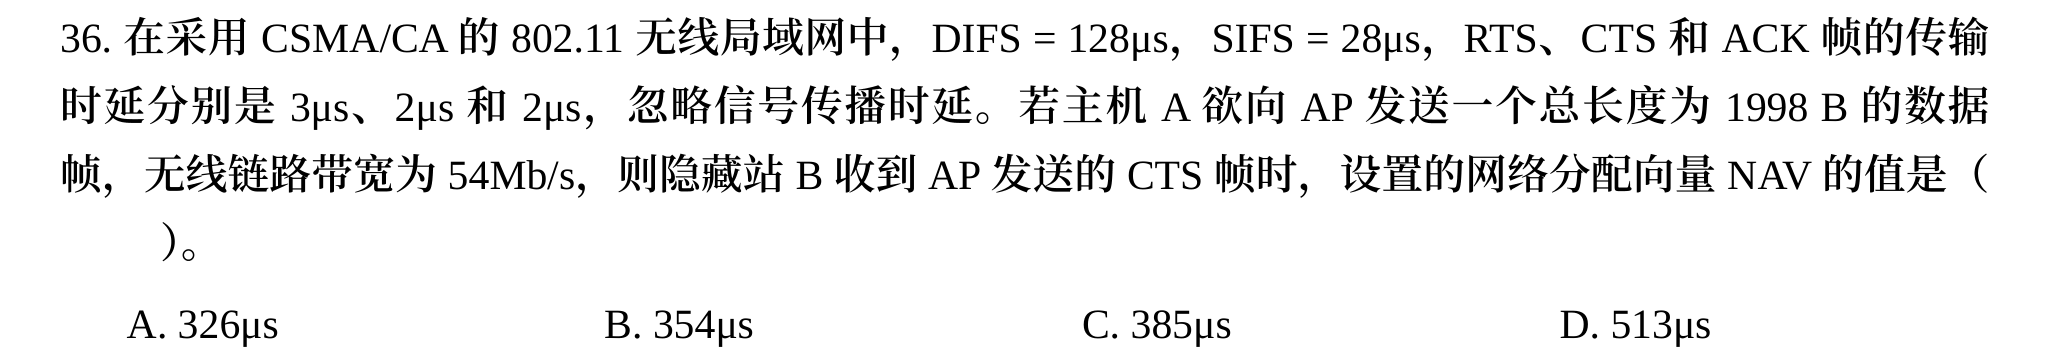 36. 在采用 CSMA/CA 的 802.11 无线局域网中，DIFS = 128μs，SIFS = 28μs，RTS、CTS 和 ACK 帧的传输
时延分别是 3μs、2μs 和 2μs，忽略信号传播时延。若主机 A 欲向 AP 发送一个总长度为 1998 B 的数据
帧，无线链路带宽为 54Mb/s，则隐藏站 B 收到 AP 发送的 CTS 帧时，设置的网络分配向量 NAV 的值是（
）。
A. 326μs B. 354μs C. 385μs D. 513μs